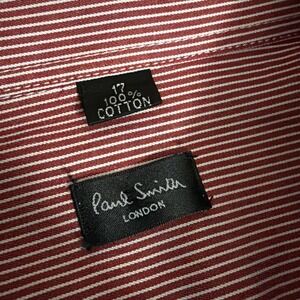 17
100%
COTTON
Paul Smith
LONDON